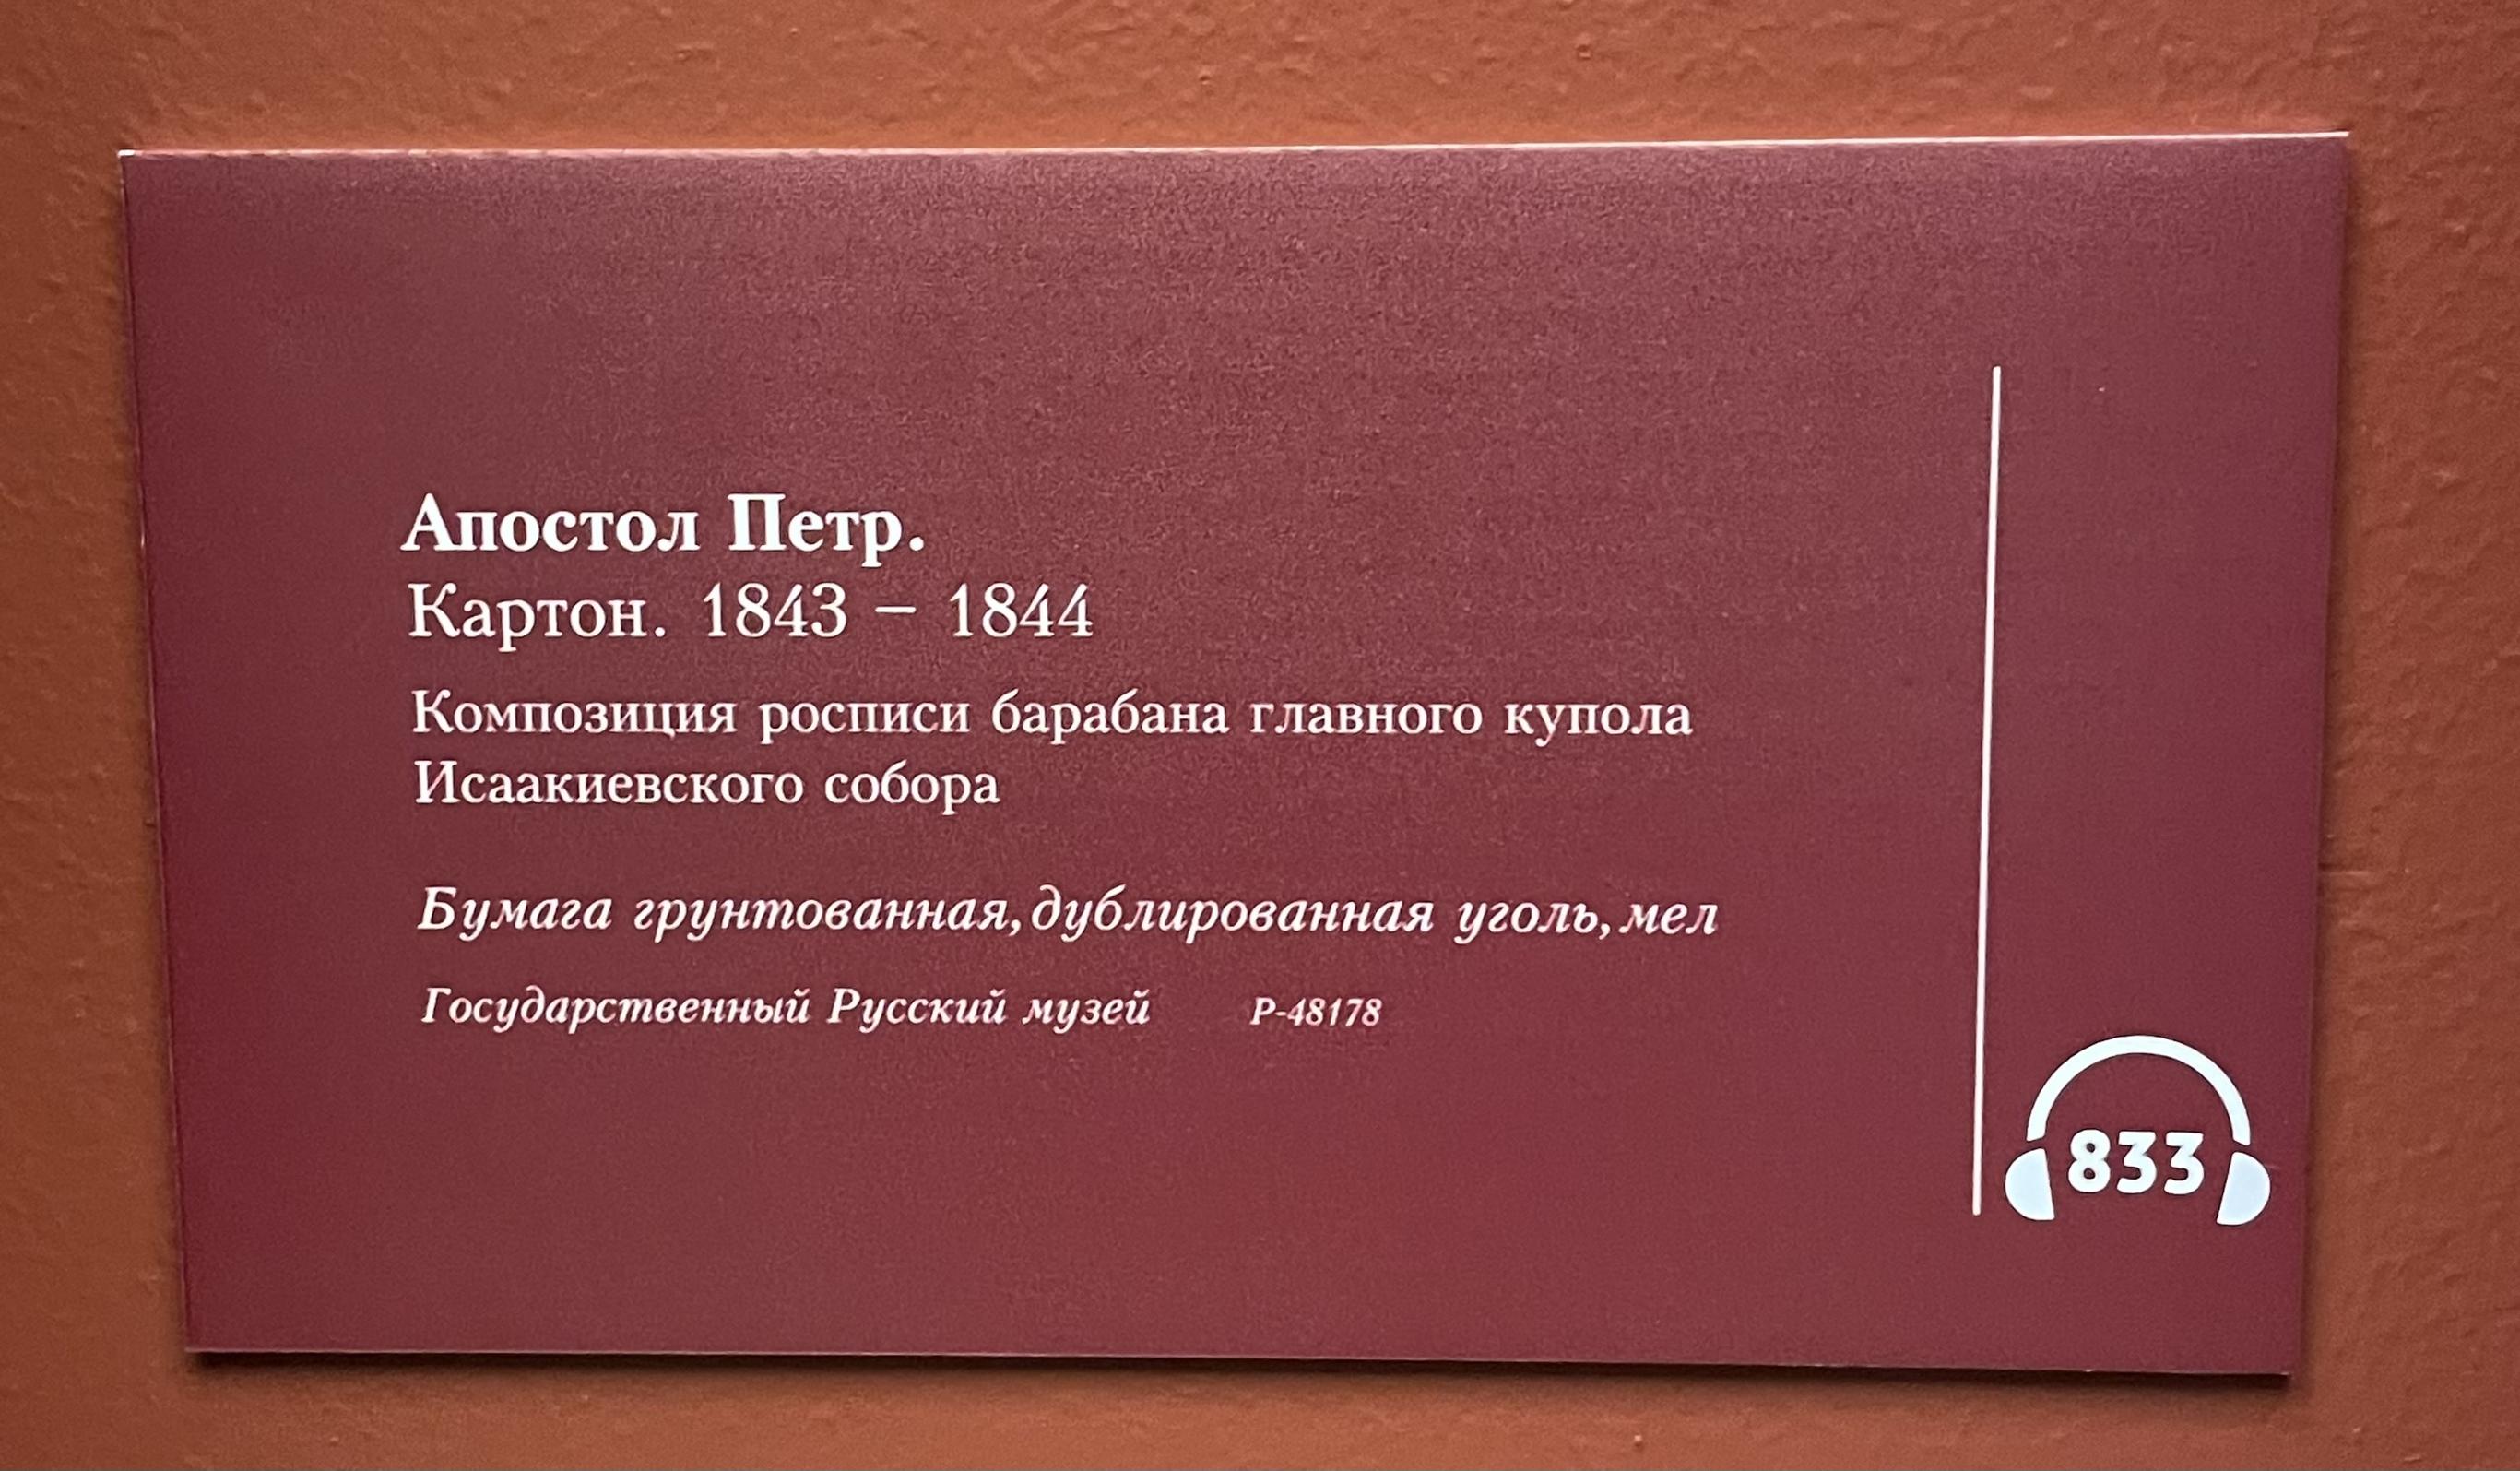 Апостол Петр.
Картон. 1843 – 1844
Композиция росписи барабана главного купола
Исаакиевского собора
Бумага грунтованная, дублированная уголь, мел
Государственный Русский музей Р-48178
833